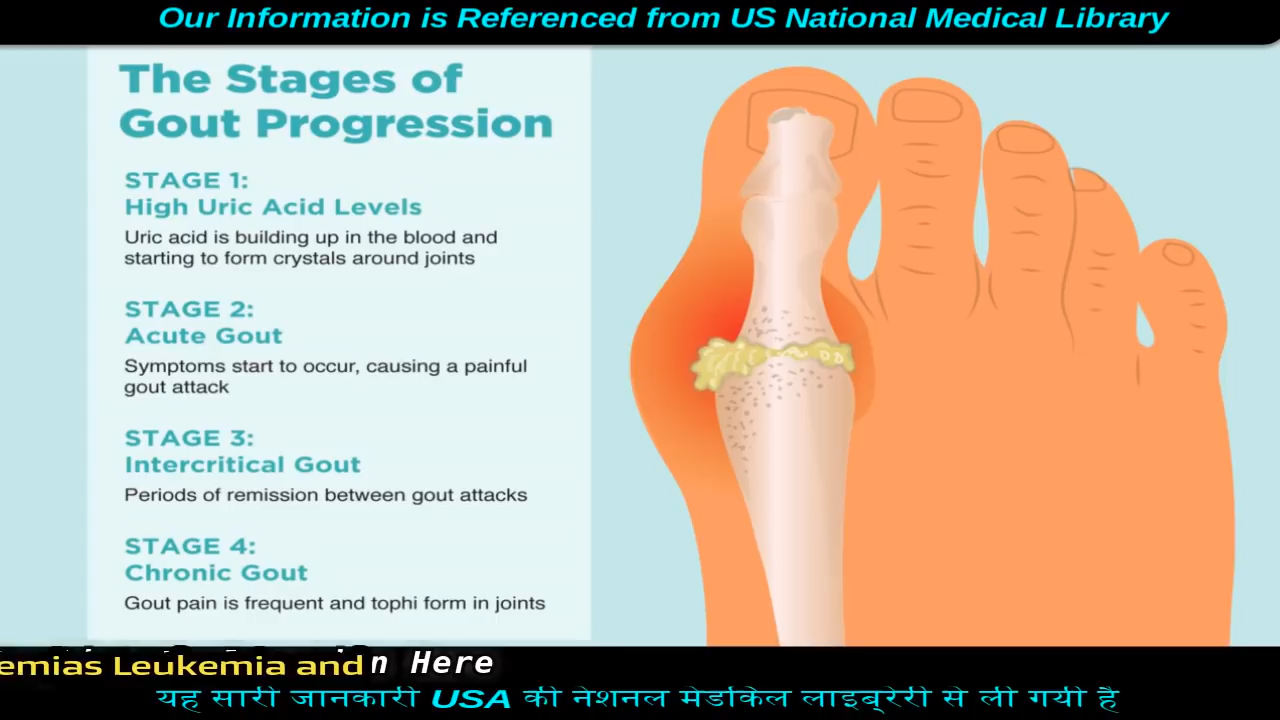 Our Information is Referenced from US National Medical Library
The Stages of
Gout Progression
STAGE 1:
High Uric Acid Levels
Uric acid is building up in the blood and
starting to form crystals around joints
STAGE 2:
Acute Gout
Symptoms start to occur, causing a painful
gout attack
STAGE 3:
Intercritical Gout
Periods of remission between gout attacks
STAGE 4:
Chronic Gout
Gout pain is frequent and tophi form in joints
emias Leukemia and
Here
यह सारी जानकारी USA की नेशनल मेडिकल लाइब्रेरी से ली गयी है